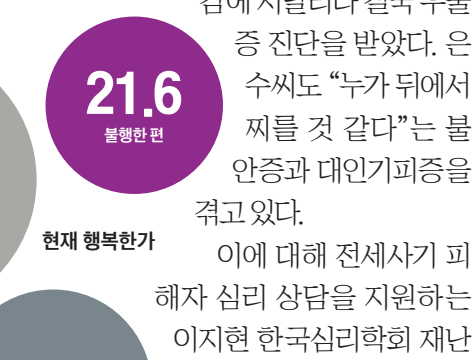 21.6
불행한 편
현재 행복한가
증 진단을 받았다. 은
수씨도 “누가 뒤에서
찌를 것 같다”는 불
안증과 대인기피증을
겪고 있다.
이에 대해 전세사기 피
해자 심리 상담을 지원하는
이지현 한국심리학회 재난